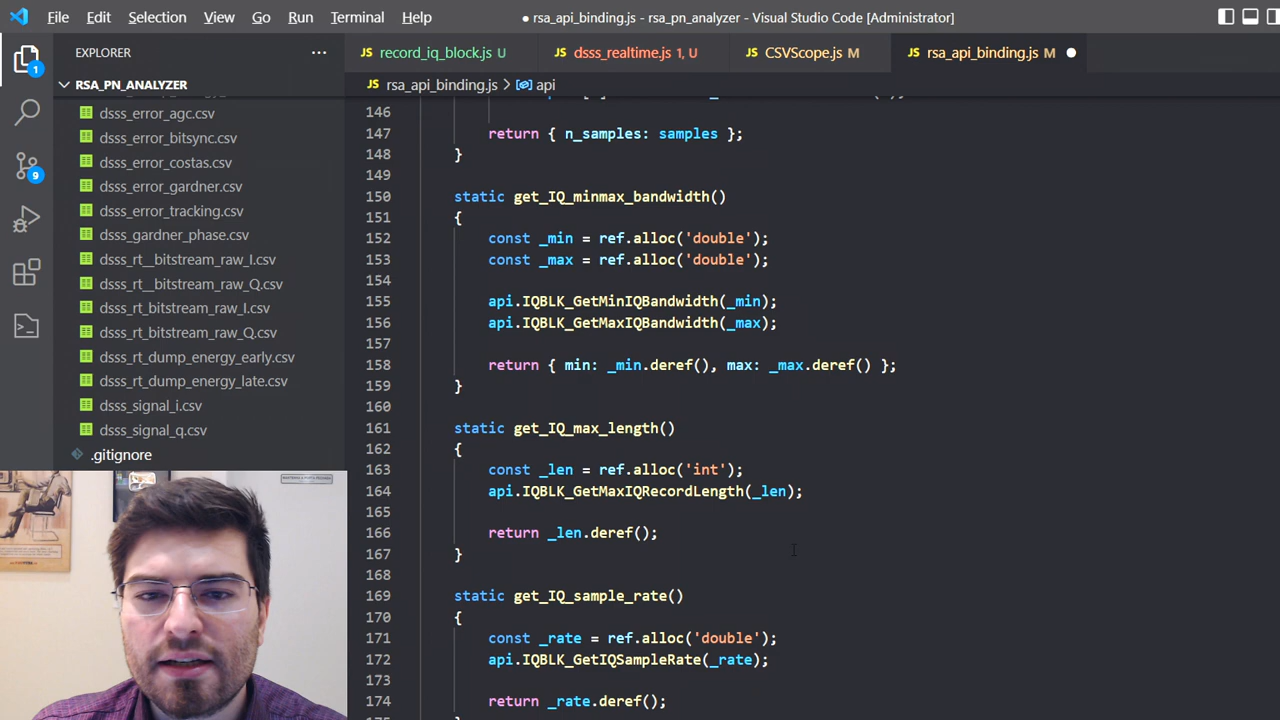 File Edit Selection View Go Run Terminal Help
● rsa_api_binding.js - rsa_pn_analyzer - Visual Studio Code [Administrator]
EXPLORER
record_iq_block.js U
dsss_realtime.js 1, U
CSVScope.js M
rsa_api_binding.js M
RSA_PN_ANALYZER
JS rsa_api_binding.js > api
dsss_error_agc.csv
dsss_error_bitsync.csv
dsss_error_costas.csv
dsss_error_gardner.csv
dsss_error_tracking.csv
dsss_gardner_phase.csv
dsss_rt__bitstream_raw_I.csv
dsss_rt__bitstream_raw_Q.csv
dsss_rt_bitstream_raw_I.csv
dsss_rt_bitstream_raw_Q.csv
dsss_rt_dump_energy_early.csv
dsss_rt_dump_energy_late.csv
dsss_signal_i.csv
dsss_signal_q.csv
.gitignore
1
9
146
147 return { n_samples: samples };
148 }
149
150 static get_IQ_minmax_bandwidth()
151 {
152 const _min = ref.alloc('double');
153 const _max = ref.alloc('double');
154
155 api.IQBLK_GetMinIQBandwidth(_min);
156 api.IQBLK_GetMaxIQBandwidth(_max);
157
158 return { min: _min.deref(), max: _max.deref() };
159 }
160
161 static get_IQ_max_length()
162 {
163 const _len = ref.alloc('int');
164 api.IQBLK_GetMaxIQRecordLength(_len);
165
166 return _len.deref();
167 }
168
169 static get_IQ_sample_rate()
170 {
171 const _rate = ref.alloc('double');
172 api.IQBLK_GetIQSampleRate(_rate);
173
174 return _rate.deref();